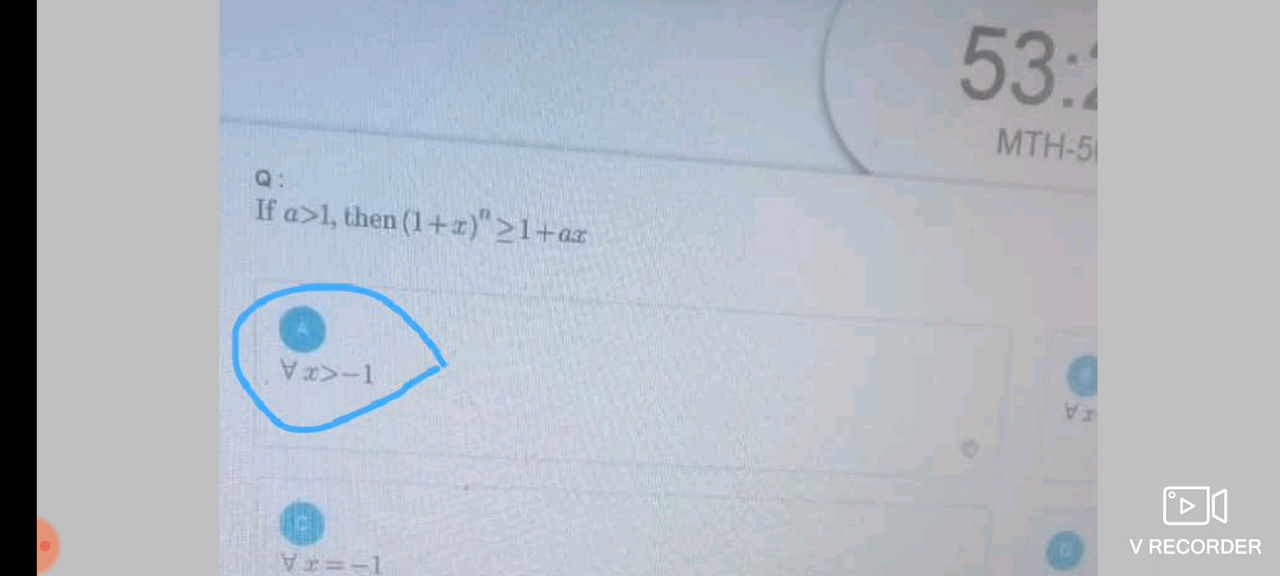 53:
MTH-5
Q:
If a>1, then (1+x)ⁿ ≥1+ax
A
∀ x>−1
∀ x
C
∀ x=−1
D
V RECORDER